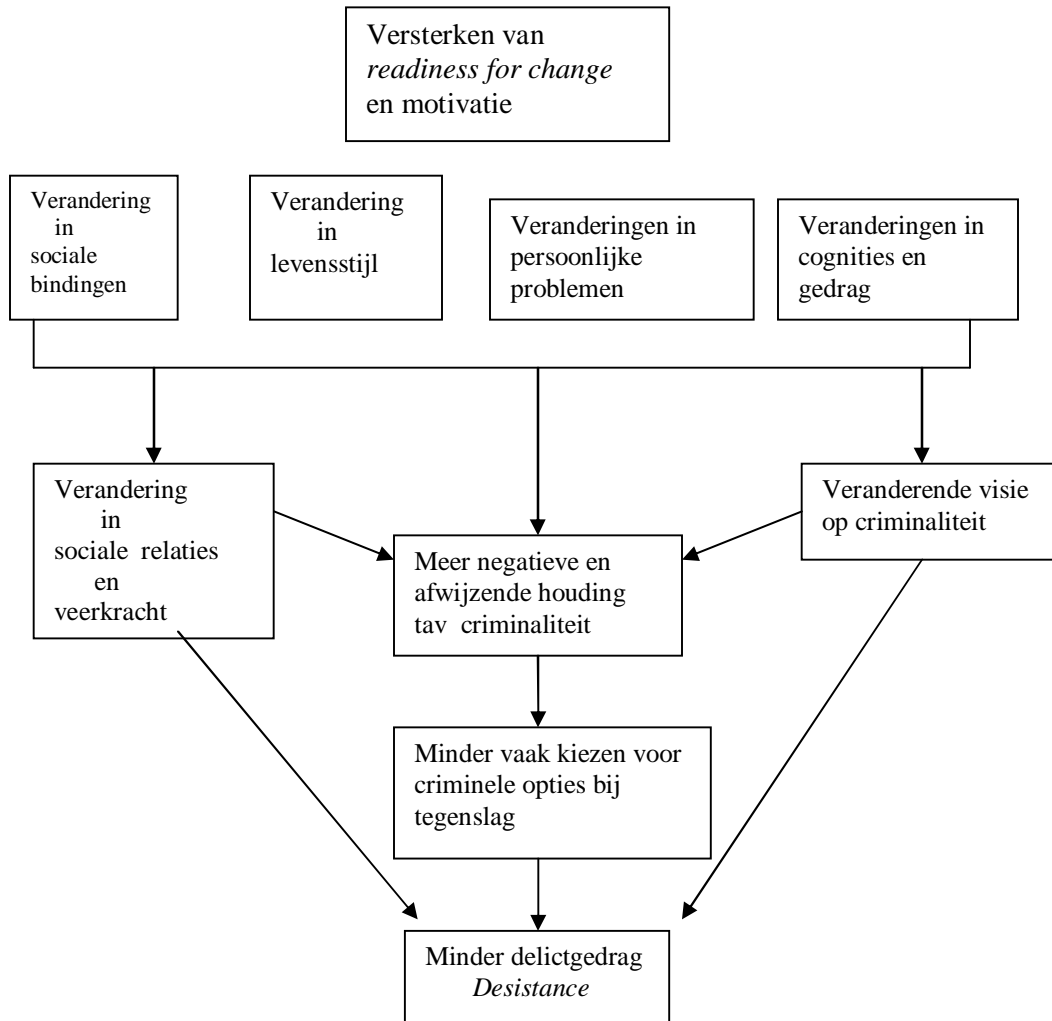 Versterken van
readiness for change
en motivatie
Verandering
in
sociale
bindingen
Verandering
in
levensstijl
Veranderingen in
persoonlijke
problemen
Veranderingen in
cognities en
gedrag
Verandering
in
sociale relaties
en
veerkracht
Meer negatieve en
afwijzende houding
tav criminaliteit
Veranderende visie
op criminaliteit
Minder vaak kiezen voor
criminele opties bij
tegenslag
Minder delictgedrag
Desistance